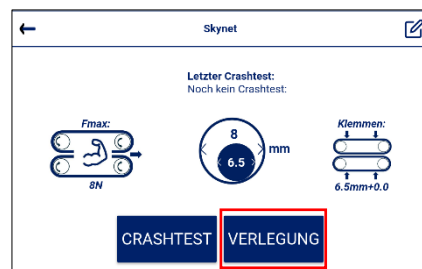 Skynet
Letzter Crashtest:
Noch kein Crashtest:
Fmax:
8N
8
6.5
mm
Klemmen:
6.5mm+0.0
CRASHTEST
VERLEGUNG